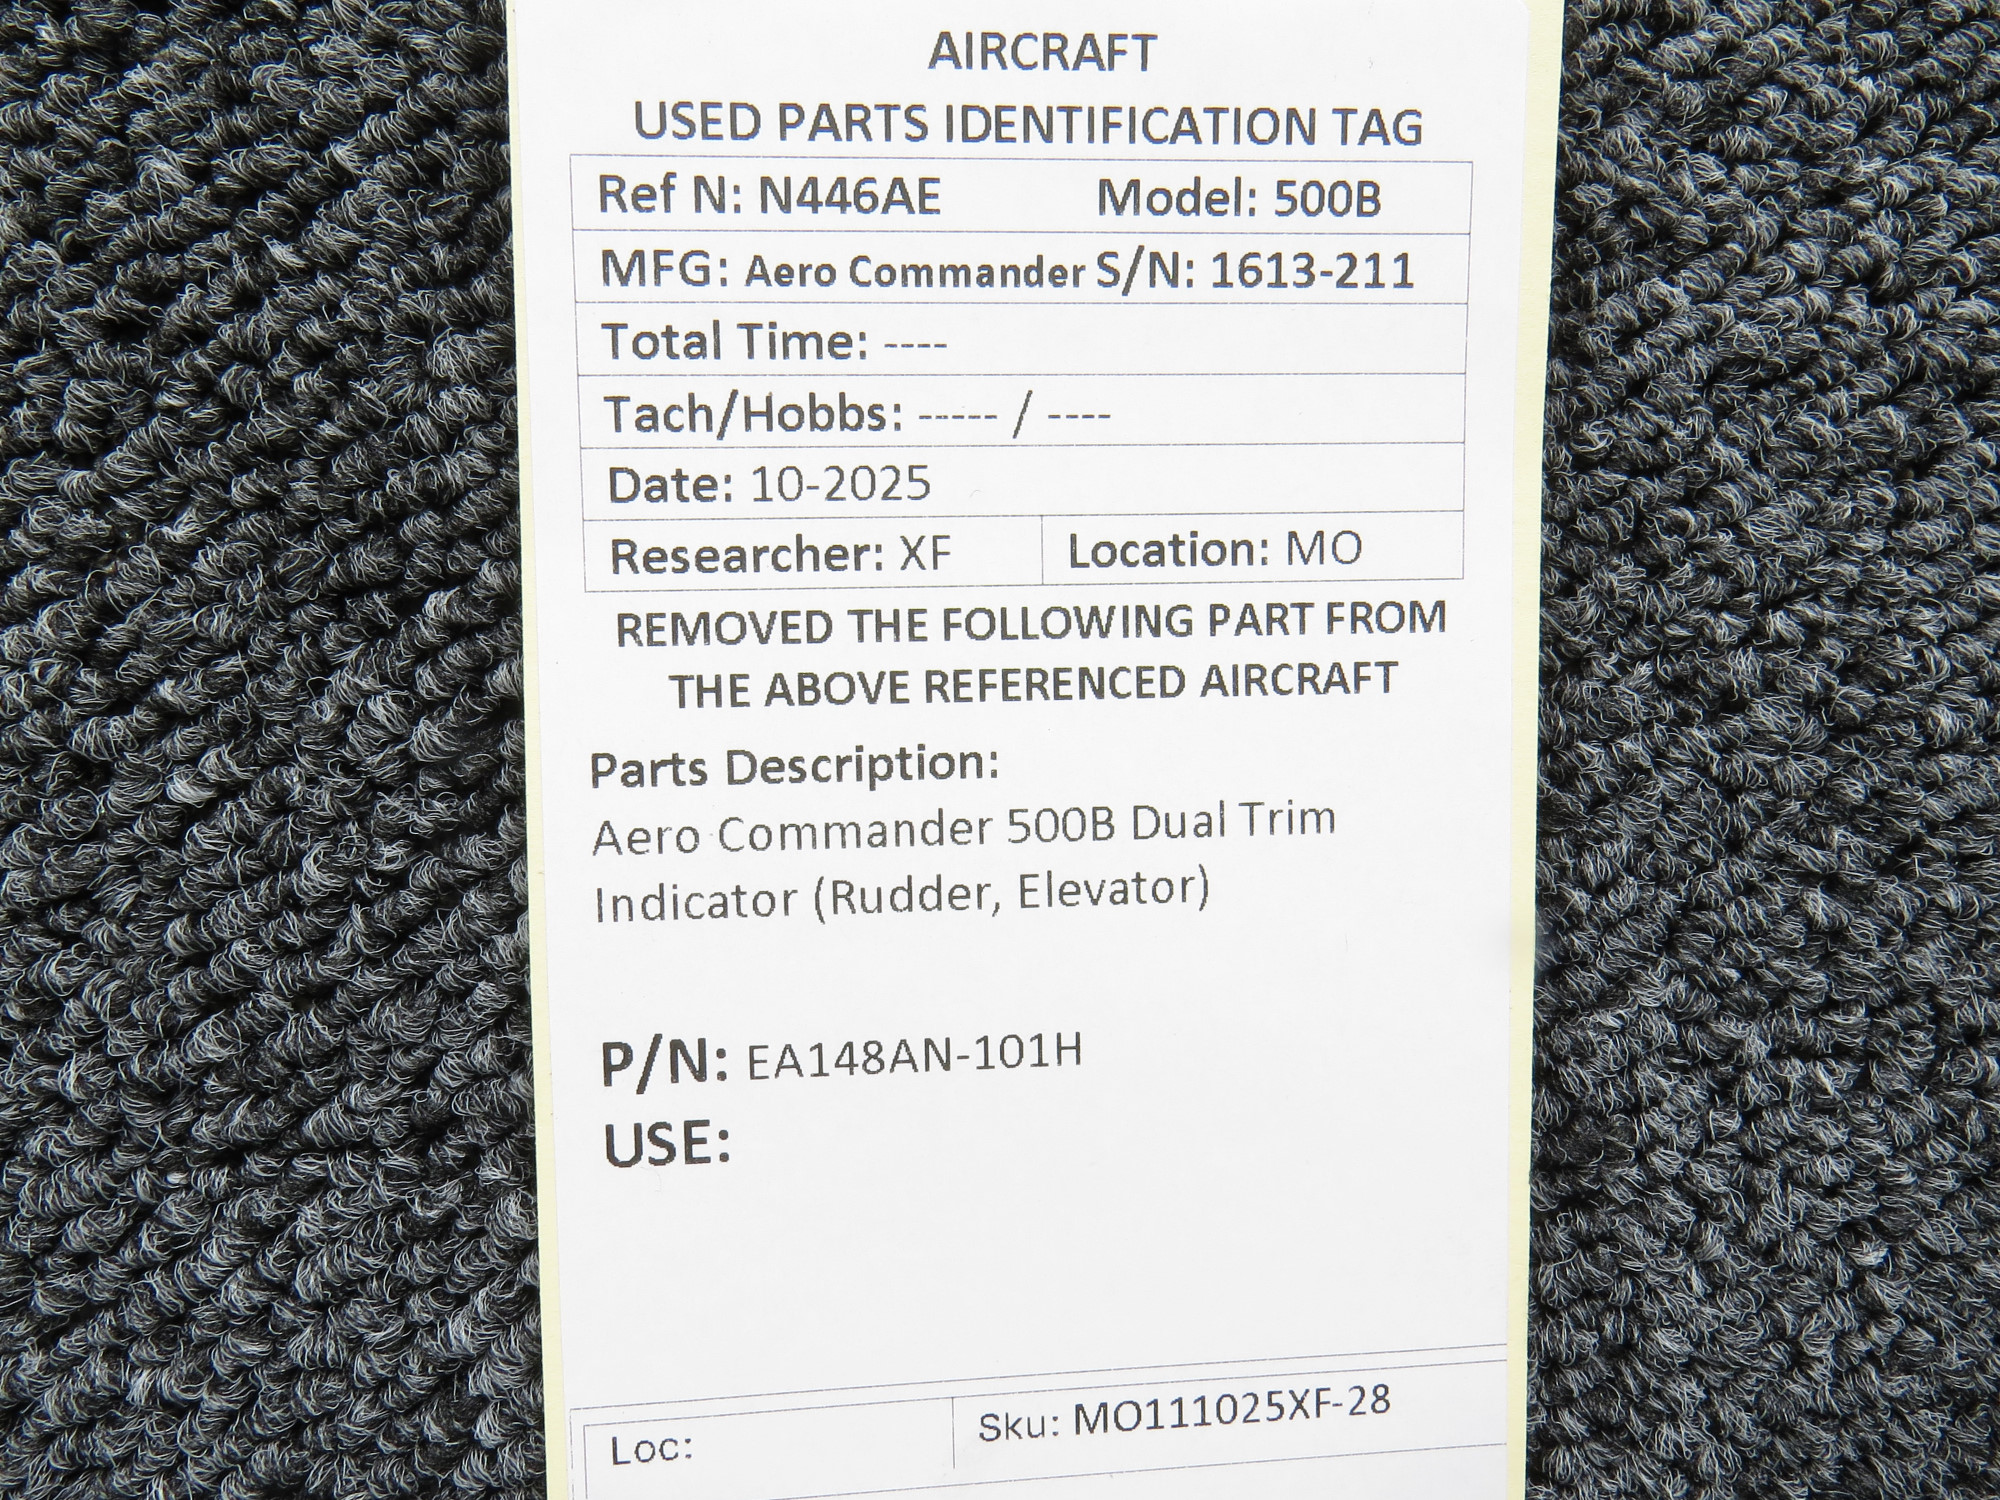 AIRCRAFT
USED PARTS IDENTIFICATION TAG
Ref N: N446AE Model: 500B
MFG: Aero Commander S/N: 1613-211
Total Time: ----
Tach/Hobbs: ----- / ----
Date: 10-2025
Researcher: XF Location: MO
REMOVED THE FOLLOWING PART FROM
THE ABOVE REFERENCED AIRCRAFT
Parts Description:
Aero Commander 500B Dual Trim
Indicator (Rudder, Elevator)
P/N: EA148AN-101H
USE:
Loc: Sku: MO111025XF-28